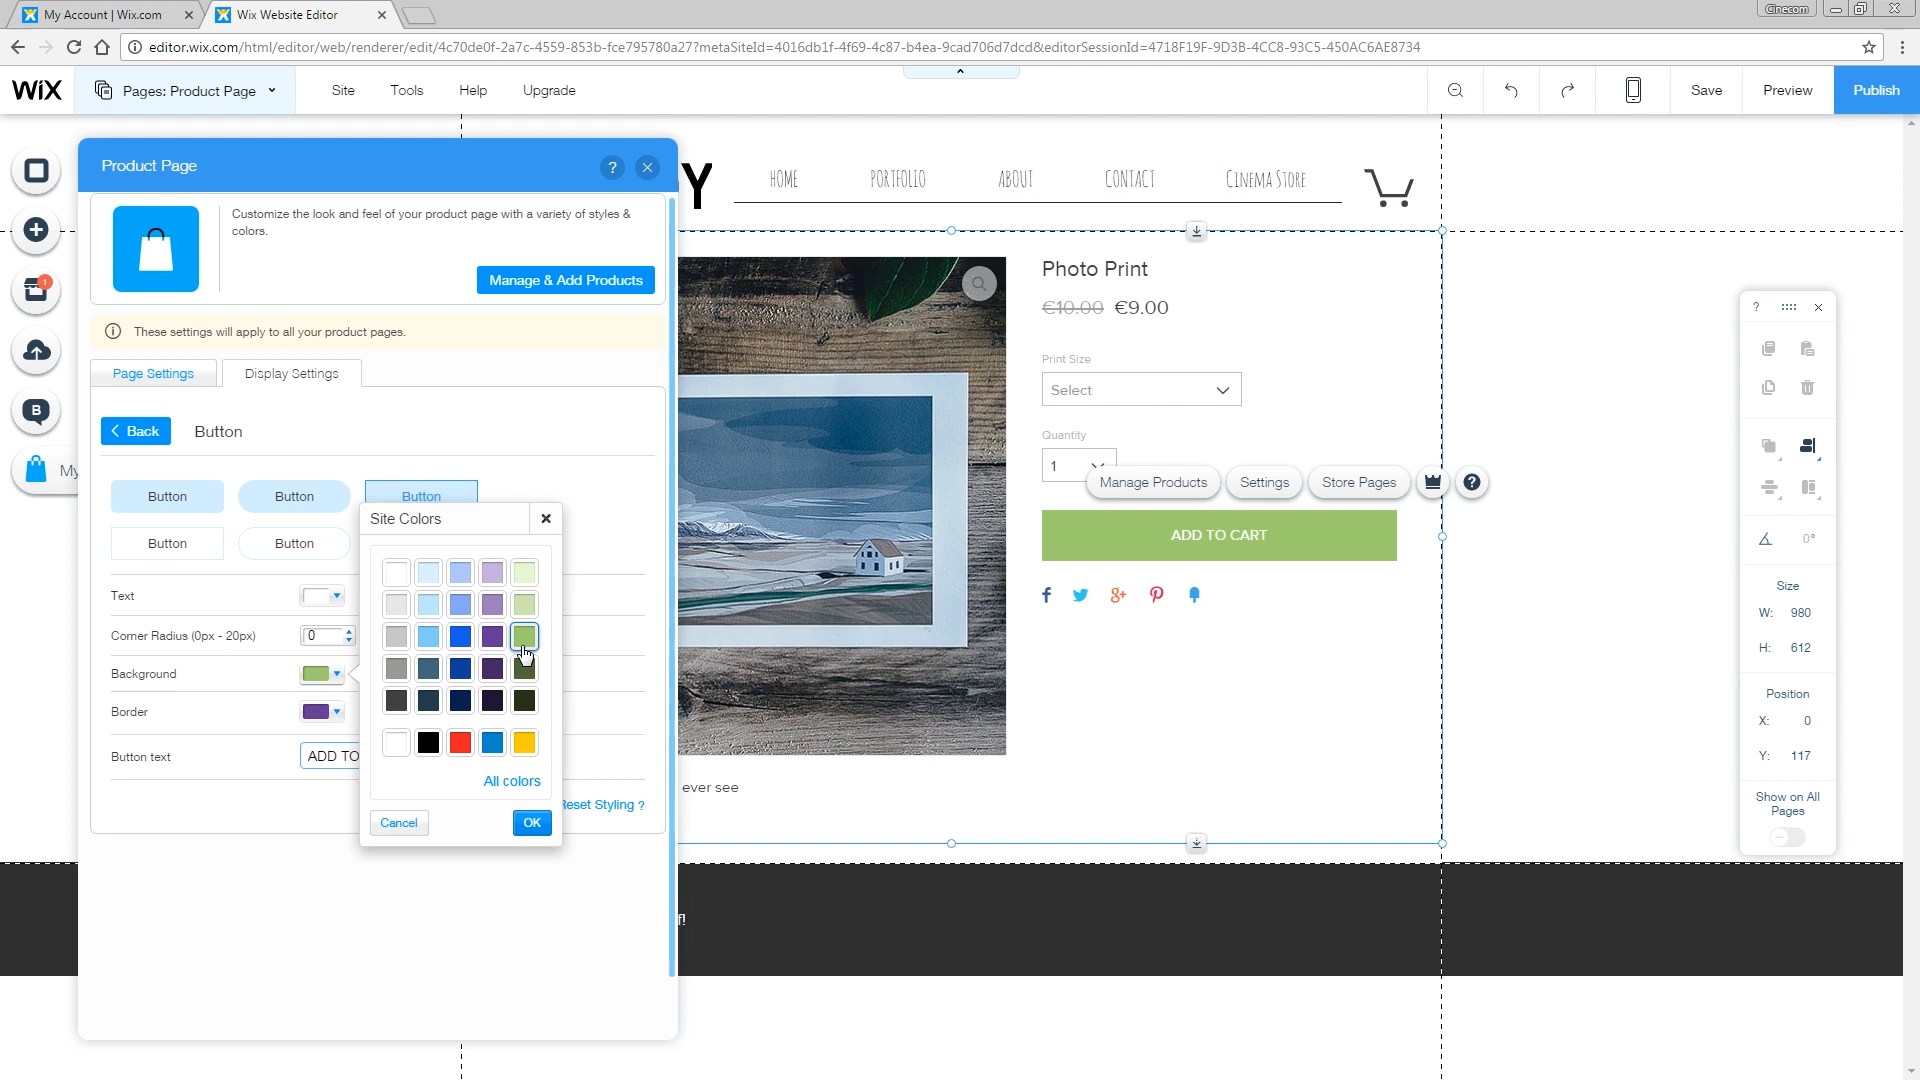 My Account | Wix.com
Wix Website Editor
Cinecom
editor.wix.com/html/editor/web/renderer/edit/4c70de0f-2a7c-4559-853b-fce795780a27?metaSiteId=4016db1f-4f69-4c87-b4ea-9cad706d7dcd&editorSessionId=4718F19F-9D3B-4CC8-93C5-450AC6AE8734
WiX
Pages: Product Page
Site
Tools
Help
Upgrade
Save
Preview
Publish
Product Page
?
Y
HOME
PORTFOLIO
ABOUT
CONTACT
Cinema Store
Customize the look and feel of your product page with a variety of styles &
colors.
Manage & Add Products
These settings will apply to all your product pages.
Page Settings
Display Settings
Back
Button
Button
Button
Button
Button
Button
Site Colors
Text
Corner Radius (0px - 20px)
0
Background
Border
Button text
ADD TO
All colors
Reset Styling ?
Cancel
OK
1
B
My
Photo Print
€10.00 €9.00
Print Size
Select
Quantity
1
Manage Products
Settings
Store Pages
?
ADD TO CART
ever see
f!
?
0°
Size
W: 980
H: 612
Position
X: 0
Y: 117
Show on All
Pages